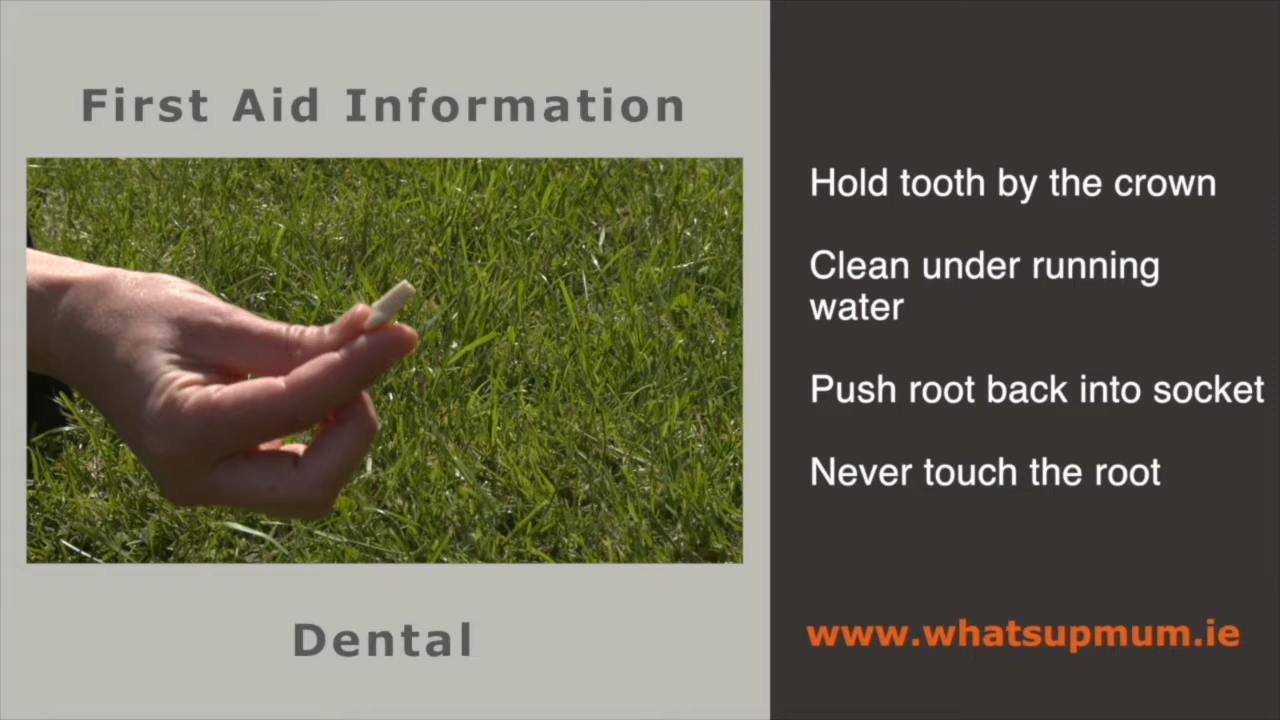 First Aid Information
Hold tooth by the crown
Clean under running
water
Push root back into socket
Never touch the root
Dental
www.whatsupmum.ie